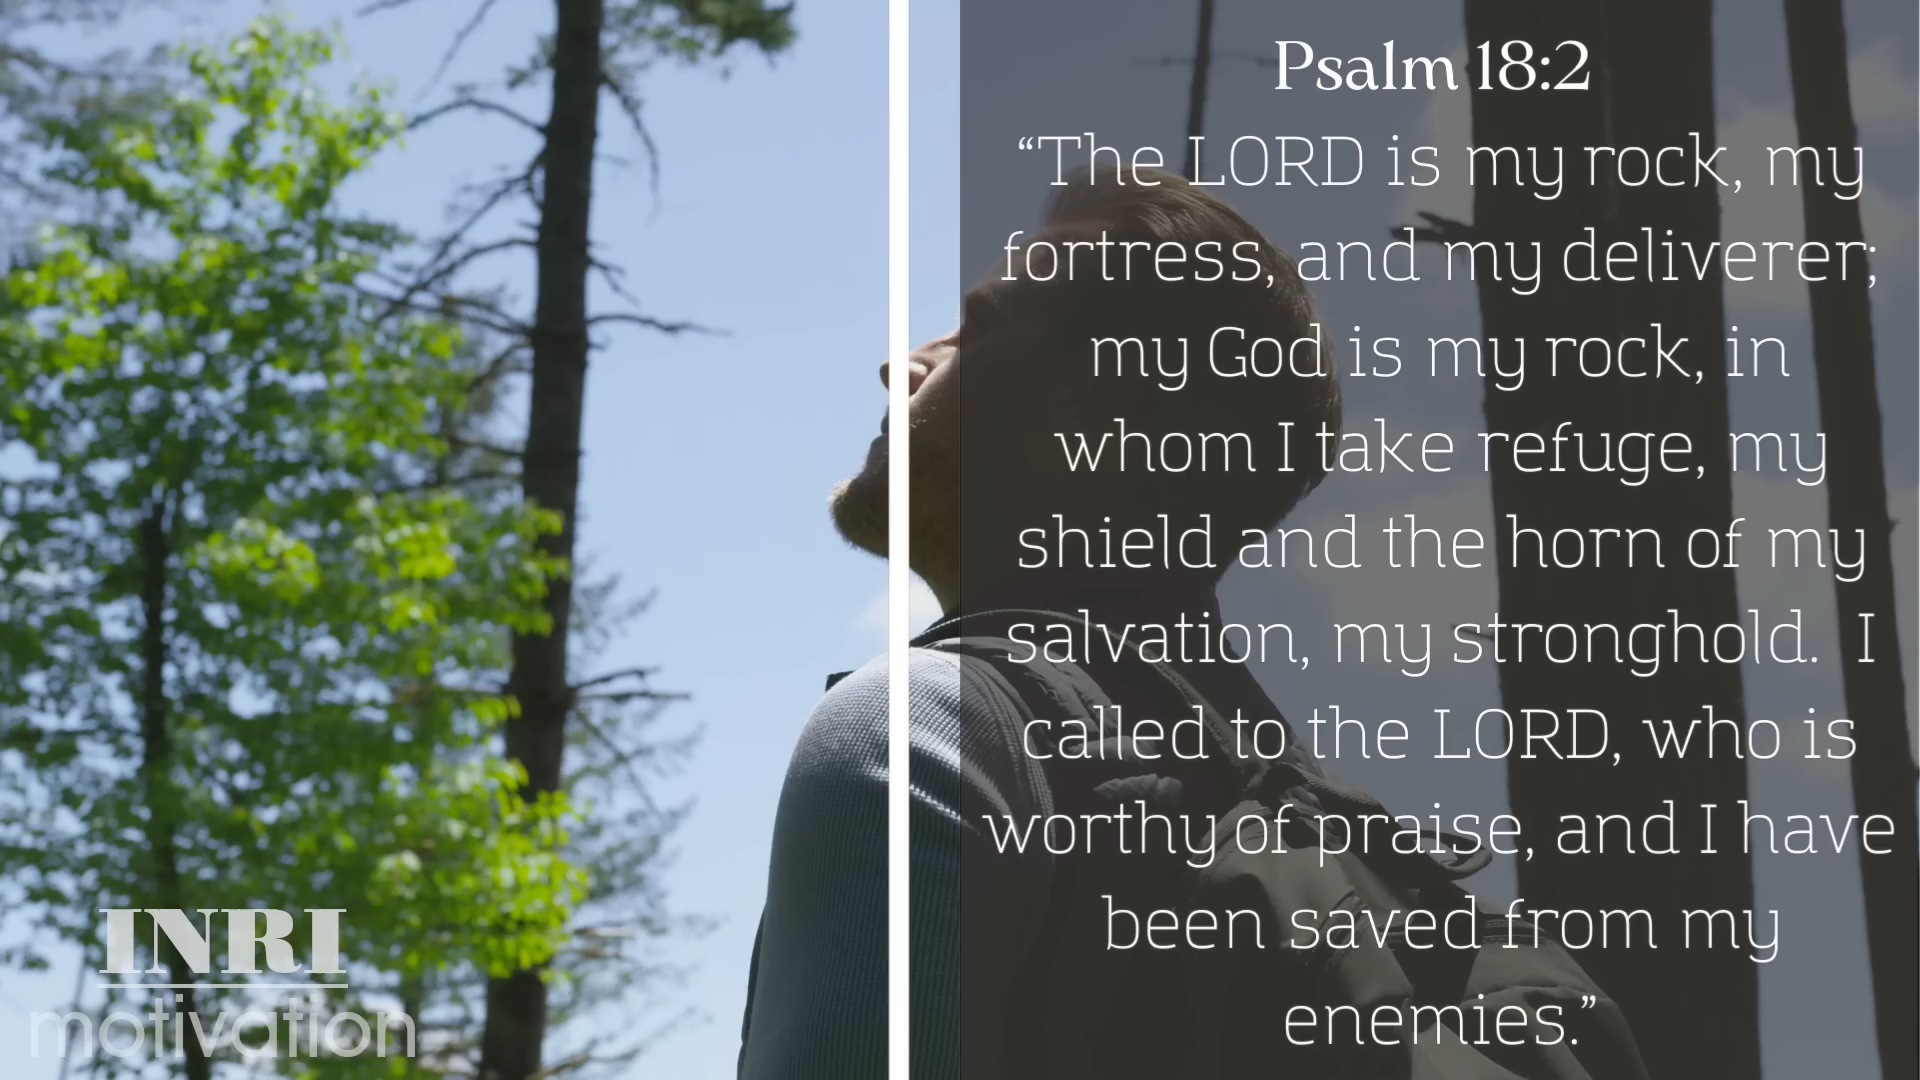 Psalm 18:2
“The LORD is my rock, my
fortress, and my deliverer;
my God is my rock, in
whom I take refuge, my
shield and the horn of my
salvation, my stronghold.  I
called to the LORD, who is
worthy of praise, and I have
been saved from my
enemies.”
INRI
motivation